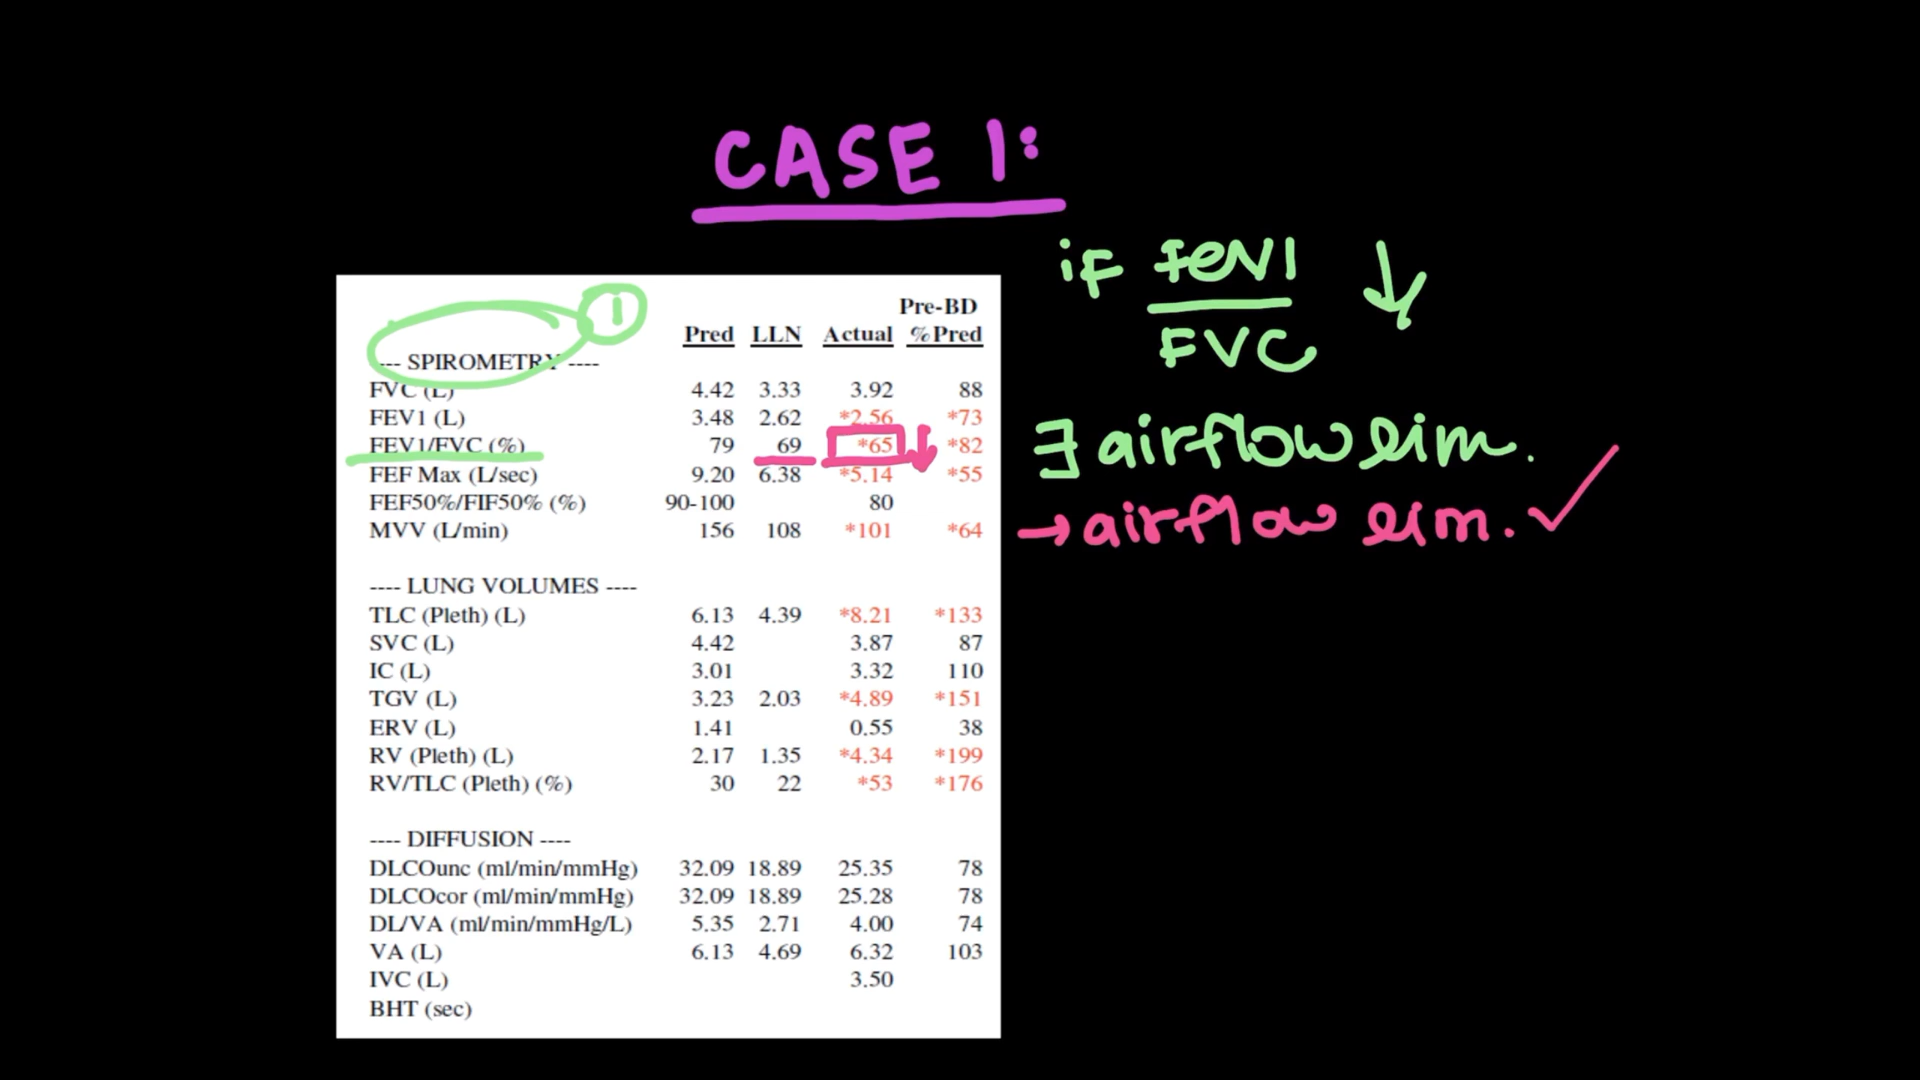 CASE 1:
if fev1 ↓
FVC
∃ airflow lim.
→ airflow lim. ✓
1
Pre-BD
Pred LLN Actual % Pred
---- SPIROMETRY ----
FVC (L) 4.42 3.33 3.92 88
FEV1 (L) 3.48 2.62 *2.56 *73
FEV1/FVC (%) 79 69 *65 *82
FEF Max (L/sec) 9.20 6.38 *5.14 *55
FEF50%/FIF50% (%) 90-100 80
MVV (L/min) 156 108 *101 *64
---- LUNG VOLUMES ----
TLC (Pleth) (L) 6.13 4.39 *8.21 *133
SVC (L) 4.42 3.87 87
IC (L) 3.01 3.32 110
TGV (L) 3.23 2.03 *4.89 *151
ERV (L) 1.41 0.55 38
RV (Pleth) (L) 2.17 1.35 *4.34 *199
RV/TLC (Pleth) (%) 30 22 *53 *176
---- DIFFUSION ----
DLCOunc (ml/min/mmHg) 32.09 18.89 25.35 78
DLCOcor (ml/min/mmHg) 32.09 18.89 25.28 78
DL/VA (ml/min/mmHg/L) 5.35 2.71 4.00 74
VA (L) 6.13 4.69 6.32 103
IVC (L) 3.50
BHT (sec)